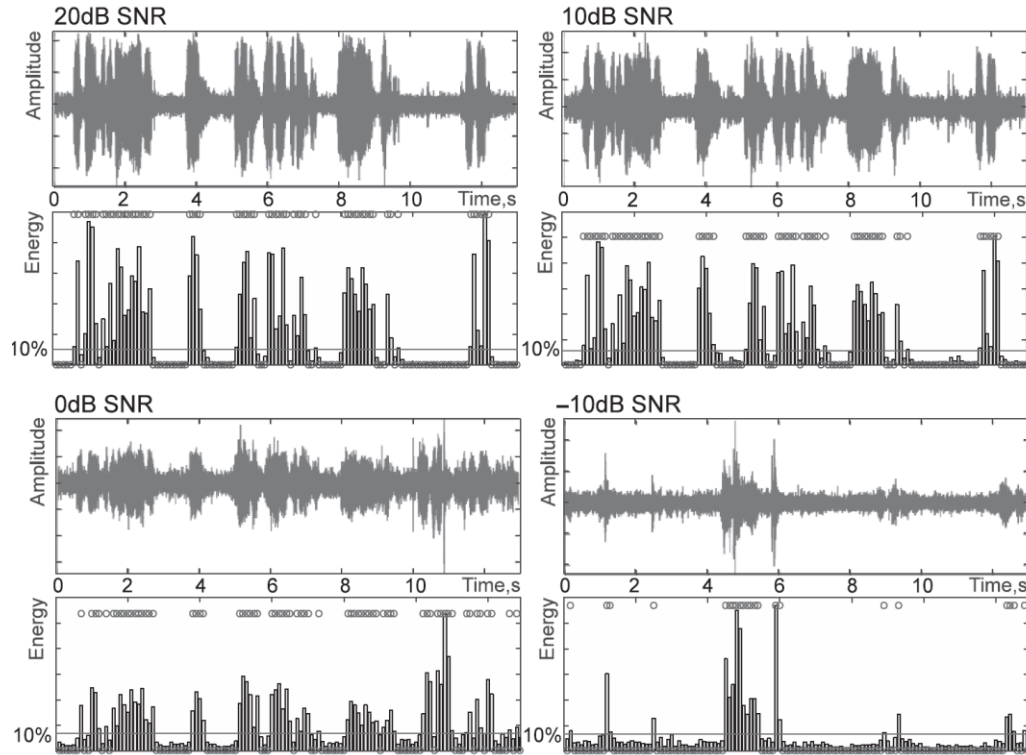 20dB SNR
Amplitude
0 2 4 6 8 10 Time,s
Energy
10%
10dB SNR
Amplitude
0 2 4 6 8 10 Time,s
Energy
10%
0dB SNR
Amplitude
0 2 4 6 8 10 Time,s
Energy
10%
–10dB SNR
Amplitude
0 2 4 6 8 10 Time,s
Energy
10%